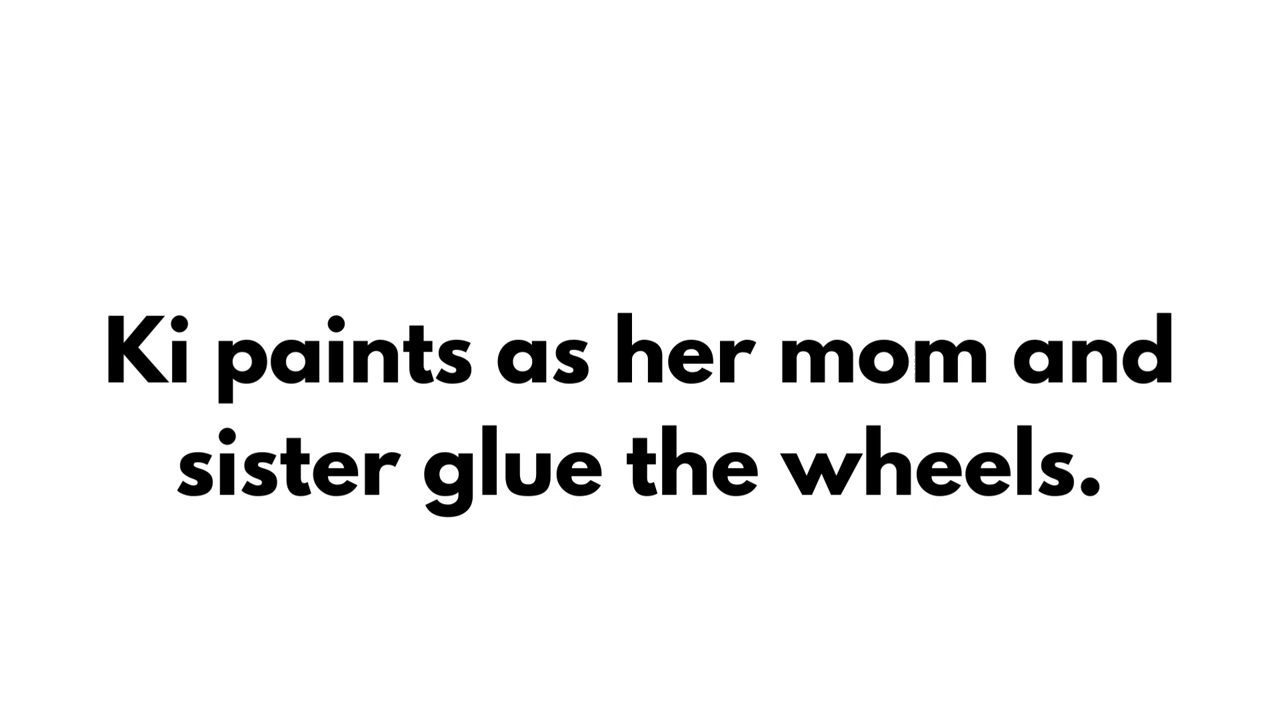 Ki paints as her mom and
sister glue the wheels.